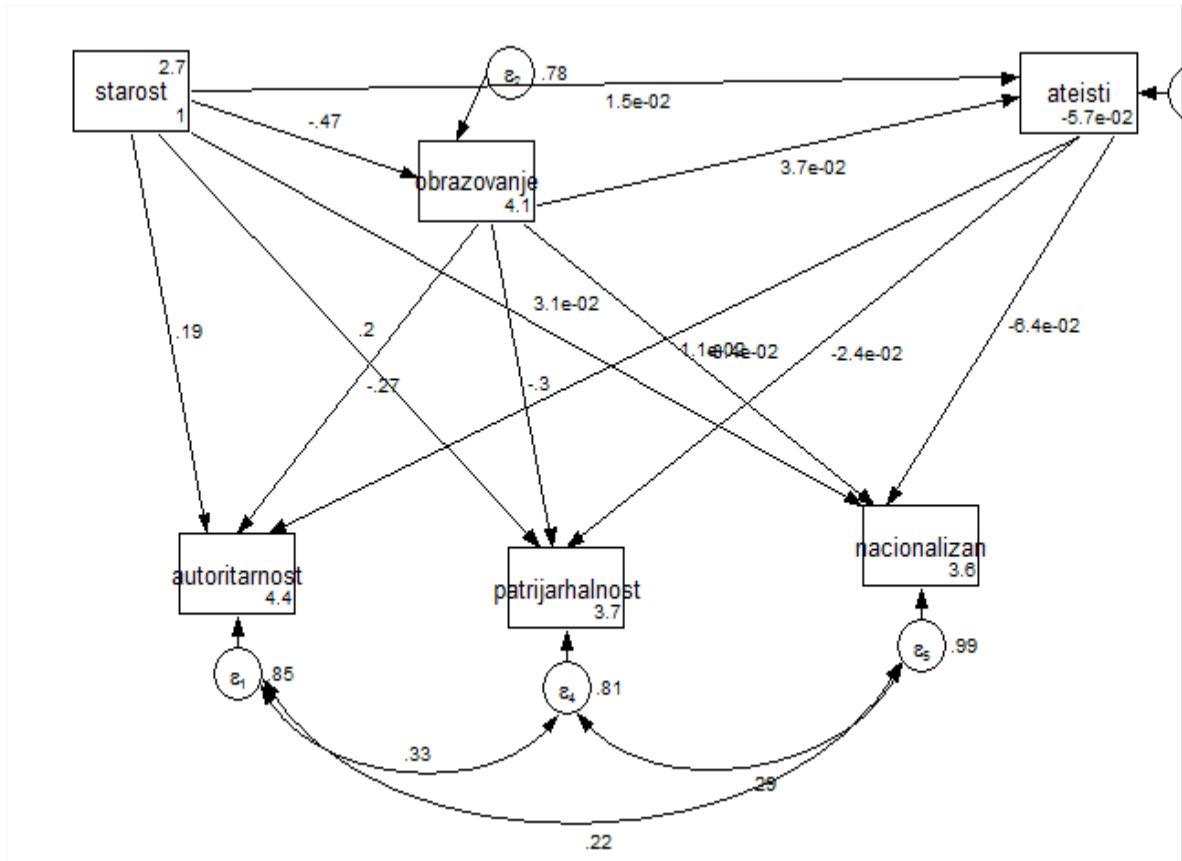 2.7
starost
1
ε2
.78
1.5e-02
ateisti
-5.7e-02
-.47
obrazovanje
4.1
3.7e-02
.19
.2
3.1e-02
-2.4e-02
-6.4e-02
-.27
-.3
autoritarnost
4.4
patrijarhalnost
3.7
nacionalizan
3.6
ε1
.85
ε4
.81
ε5
.99
.33
.22